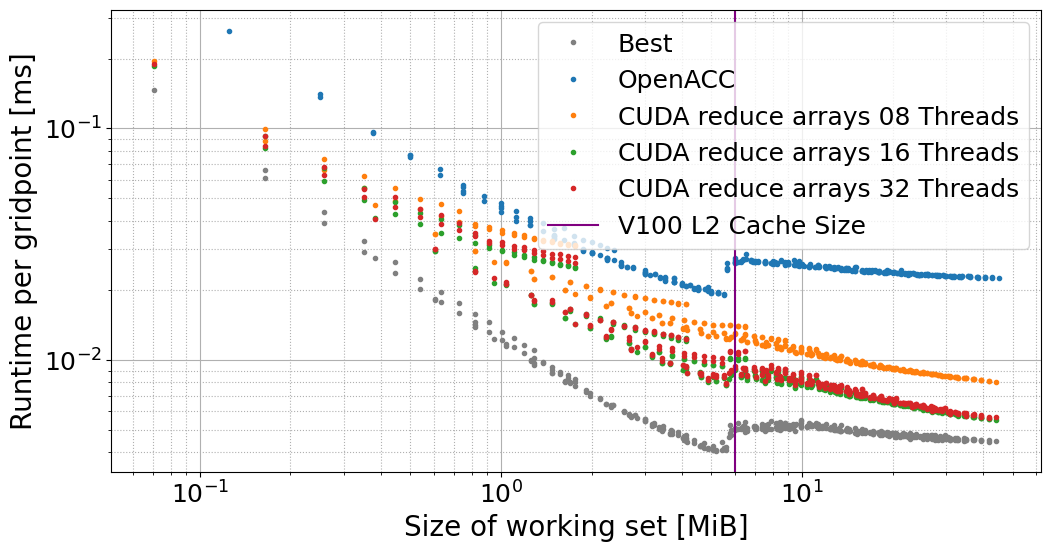 Runtime per gridpoint [ms]
10⁻¹
10⁻²
Best
OpenACC
CUDA reduce arrays 08 Threads
CUDA reduce arrays 16 Threads
CUDA reduce arrays 32 Threads
V100 L2 Cache Size
10⁻¹
10⁰
10¹
Size of working set [MiB]